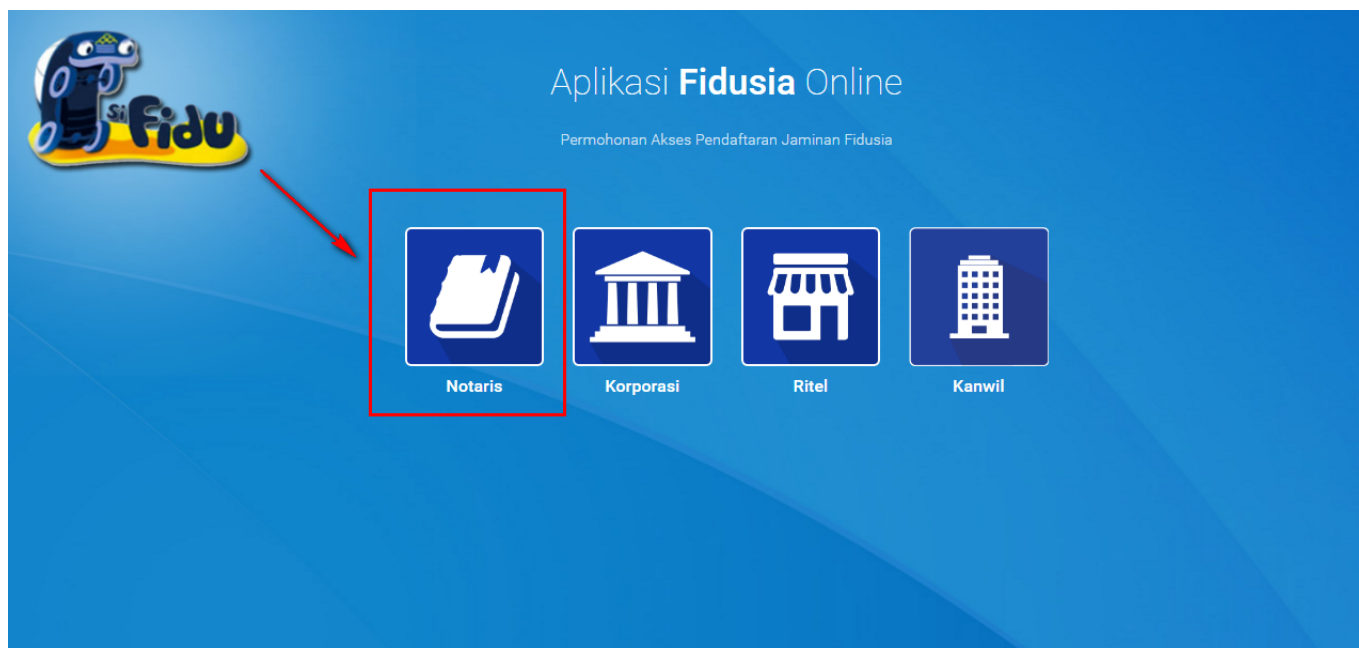 si Fidu
Aplikasi Fidusia Online
Permohonan Akses Pendaftaran Jaminan Fidusia
Notaris
Korporasi
Ritel
Kanwil